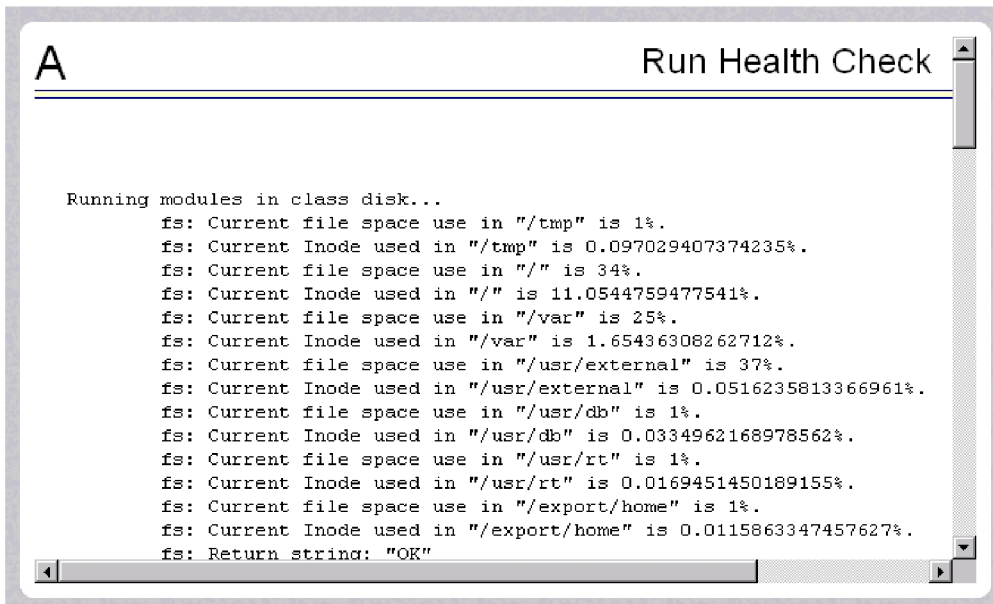 A
Run Health Check
Running modules in class disk...
fs: Current file space use in "/tmp" is 1%.
fs: Current Inode used in "/tmp" is 0.097029407374235%.
fs: Current file space use in "/" is 34%.
fs: Current Inode used in "/" is 11.0544759477541%.
fs: Current file space use in "/var" is 25%.
fs: Current Inode used in "/var" is 1.65436308262712%.
fs: Current file space use in "/usr/external" is 37%.
fs: Current Inode used in "/usr/external" is 0.0516235813366961%.
fs: Current file space use in "/usr/db" is 1%.
fs: Current Inode used in "/usr/db" is 0.0334962168978562%.
fs: Current file space use in "/usr/rt" is 1%.
fs: Current Inode used in "/usr/rt" is 0.0169451450189155%.
fs: Current file space use in "/export/home" is 1%.
fs: Current Inode used in "/export/home" is 0.0115863347457627%.
fs: Return string: "OK"